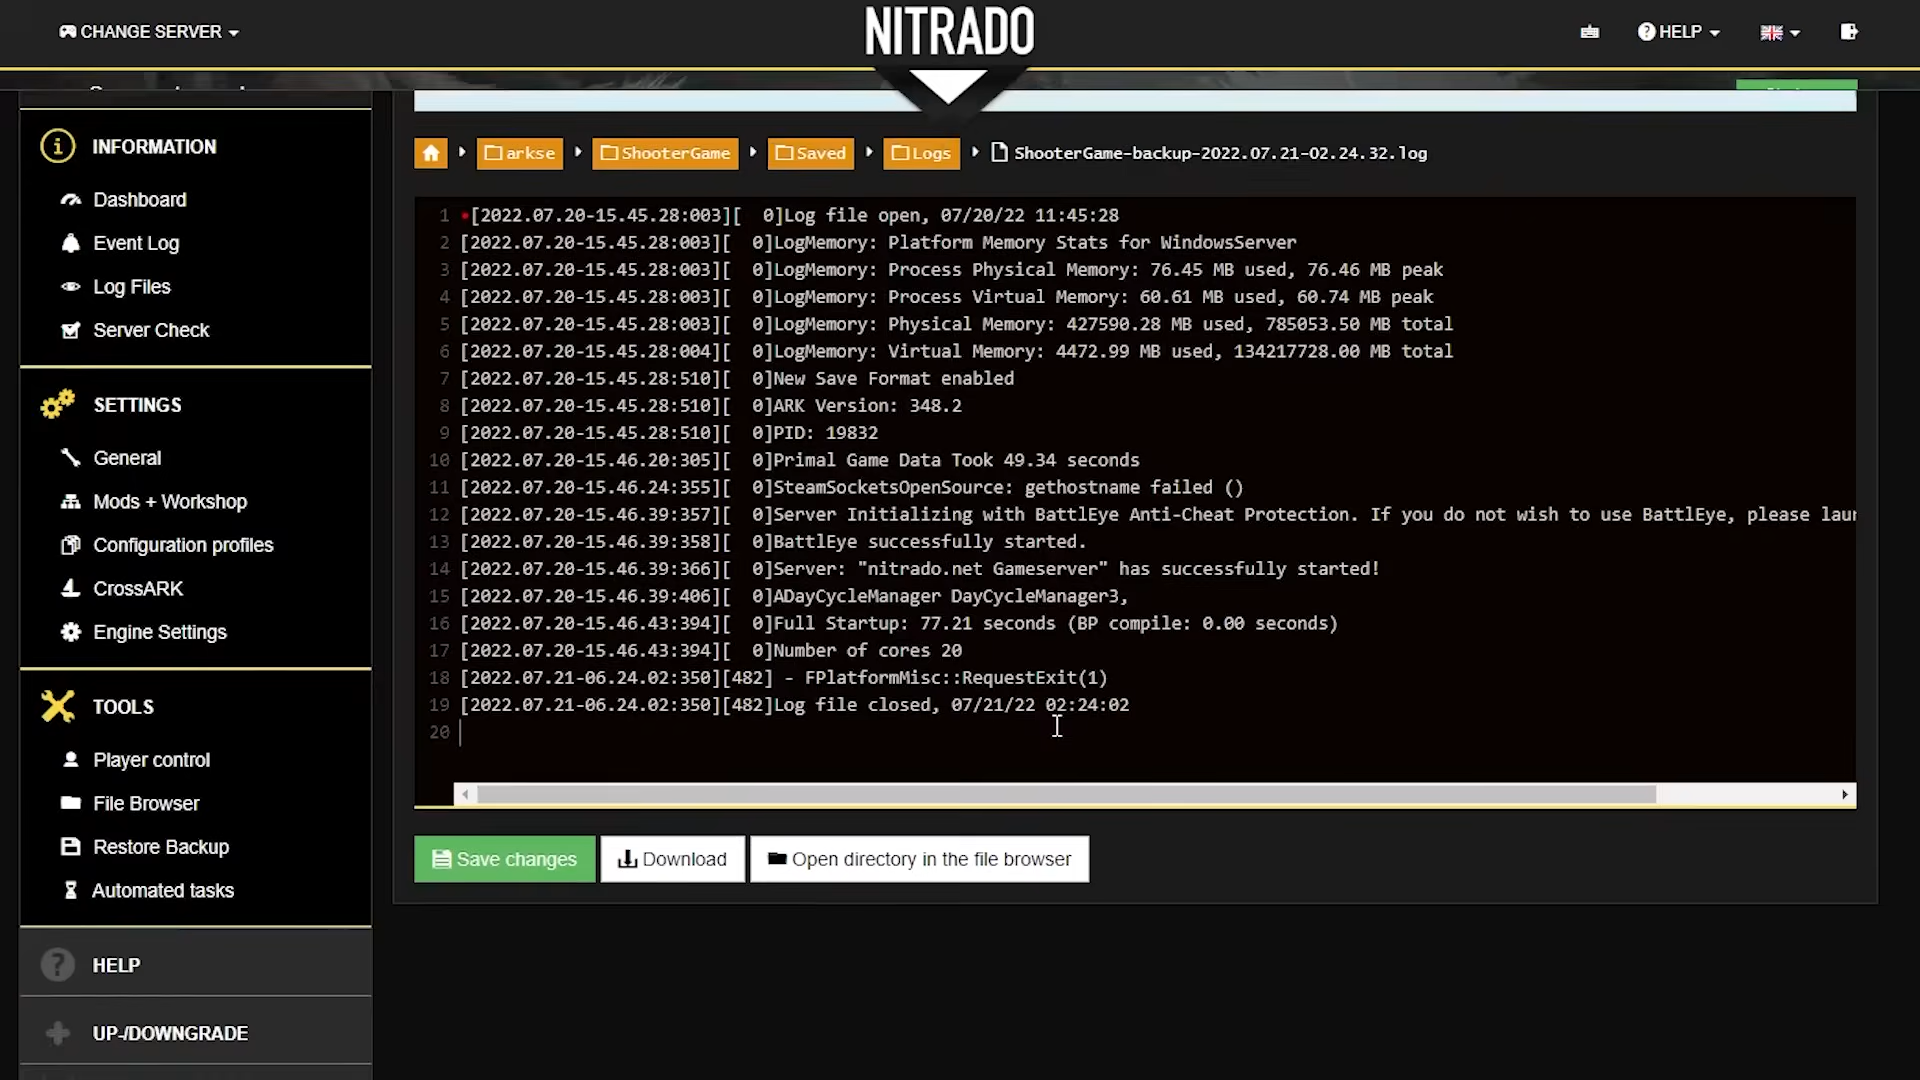 CHANGE SERVER
NITRADO
HELP
INFORMATION
Dashboard
Event Log
Log Files
Server Check
SETTINGS
General
Mods + Workshop
Configuration profiles
CrossARK
Engine Settings
TOOLS
Player control
File Browser
Restore Backup
Automated tasks
HELP
UP-/DOWNGRADE
arkse ShooterGame Saved Logs ShooterGame-backup-2022.07.21-02.24.32.log
1 [2022.07.20-15.45.28:003][  0]Log file open, 07/20/22 11:45:28
2 [2022.07.20-15.45.28:003][  0]LogMemory: Platform Memory Stats for WindowsServer
3 [2022.07.20-15.45.28:003][  0]LogMemory: Process Physical Memory: 76.45 MB used, 76.46 MB peak
4 [2022.07.20-15.45.28:003][  0]LogMemory: Process Virtual Memory: 60.61 MB used, 60.74 MB peak
5 [2022.07.20-15.45.28:003][  0]LogMemory: Physical Memory: 427590.28 MB used, 785053.50 MB total
6 [2022.07.20-15.45.28:004][  0]LogMemory: Virtual Memory: 4472.99 MB used, 134217728.00 MB total
7 [2022.07.20-15.45.28:510][  0]New Save Format enabled
8 [2022.07.20-15.45.28:510][  0]ARK Version: 348.2
9 [2022.07.20-15.45.28:510][  0]PID: 19832
10 [2022.07.20-15.46.20:305][  0]Primal Game Data Took 49.34 seconds
11 [2022.07.20-15.46.24:355][  0]SteamSocketsOpenSource: gethostname failed ()
12 [2022.07.20-15.46.39:357][  0]Server Initializing with BattlEye Anti-Cheat Protection. If you do not wish to use BattlEye, please
13 [2022.07.20-15.46.39:358][  0]BattlEye successfully started.
14 [2022.07.20-15.46.39:366][  0]Server: "nitrado.net Gameserver" has successfully started!
15 [2022.07.20-15.46.39:406][  0]ADayCycleManager DayCycleManager3,
16 [2022.07.20-15.46.43:394][  0]Full Startup: 77.21 seconds (BP compile: 0.00 seconds)
17 [2022.07.20-15.46.43:394][  0]Number of cores 20
18 [2022.07.21-06.24.02:350][482] - FPlatformMisc::RequestExit(1)
19 [2022.07.21-06.24.02:350][482]Log file closed, 07/21/22 02:24:02
20
Save changes
Download
Open directory in the file browser